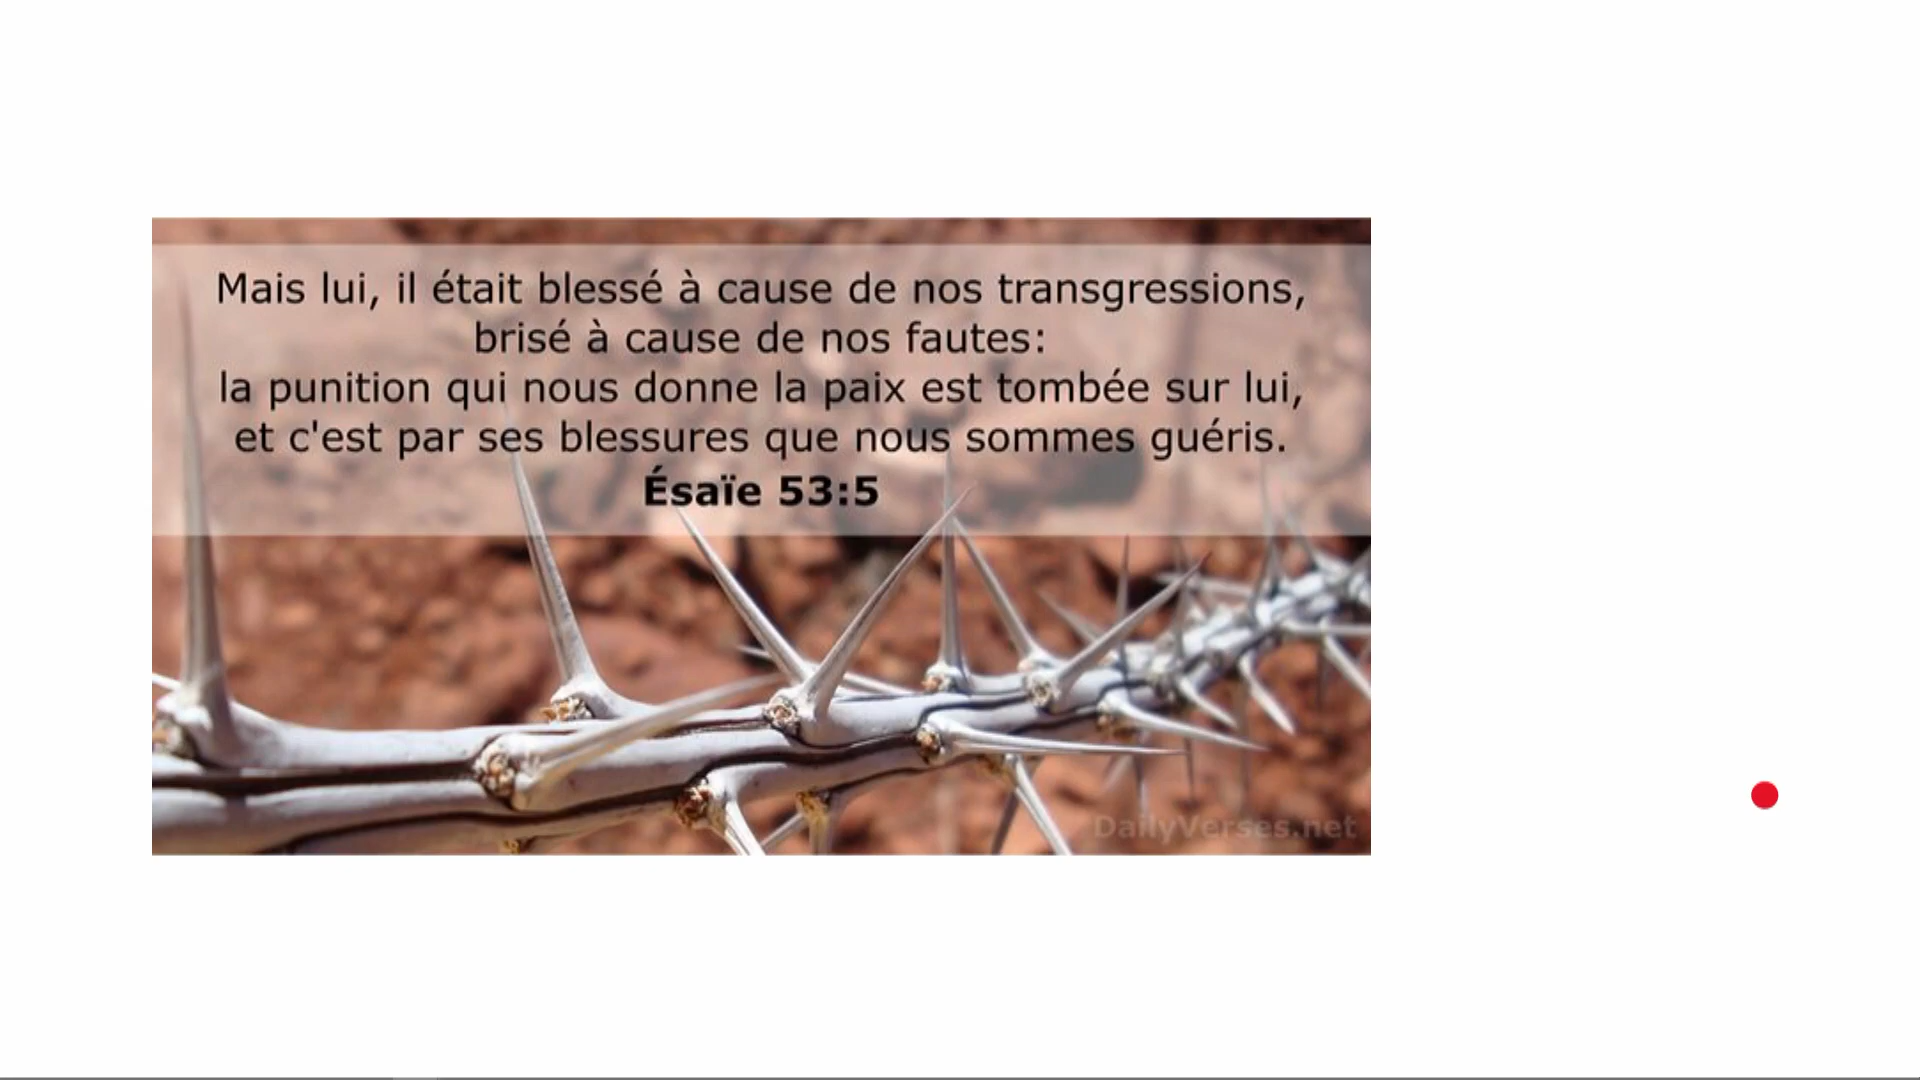 Mais lui, il était blessé à cause de nos transgressions,
brisé à cause de nos fautes:
la punition qui nous donne la paix est tombée sur lui,
et c'est par ses blessures que nous sommes guéris.
Ésaïe 53:5
DailyVerses.net